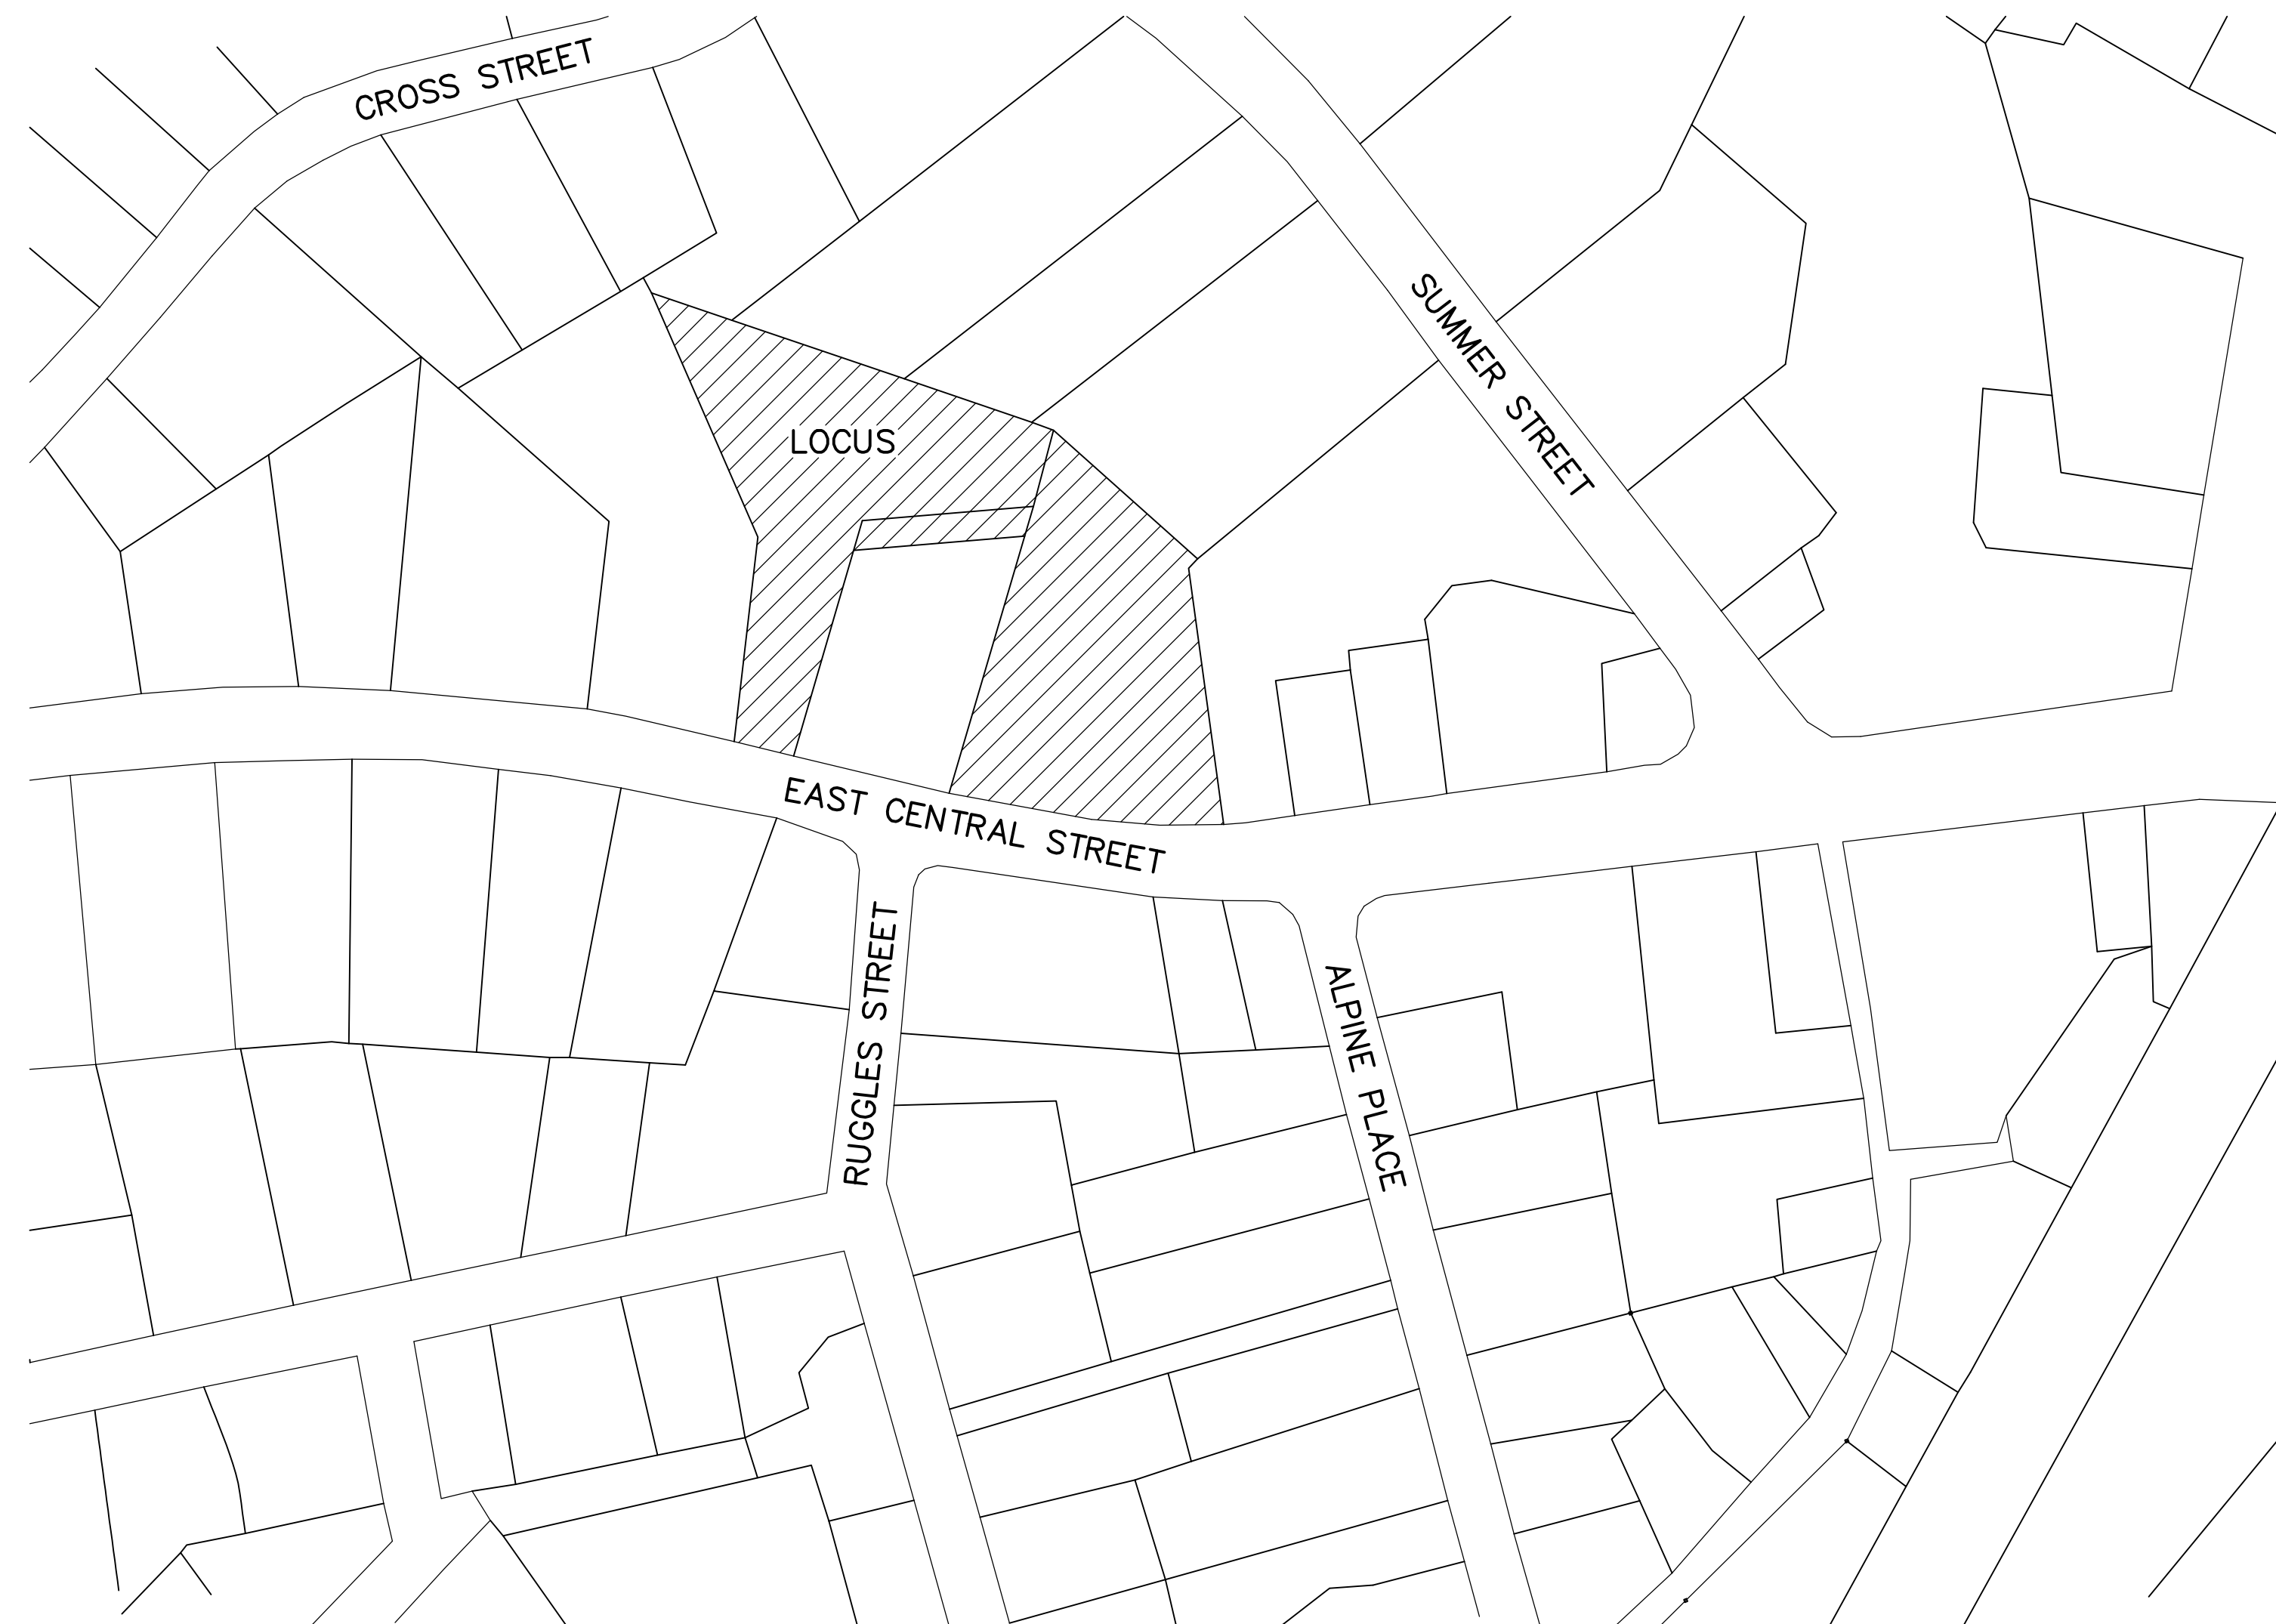 CROSS STREET
SUMMER STREET
LOCUS
EAST CENTRAL STREET
RUGGLES STREET
ALPINE PLACE